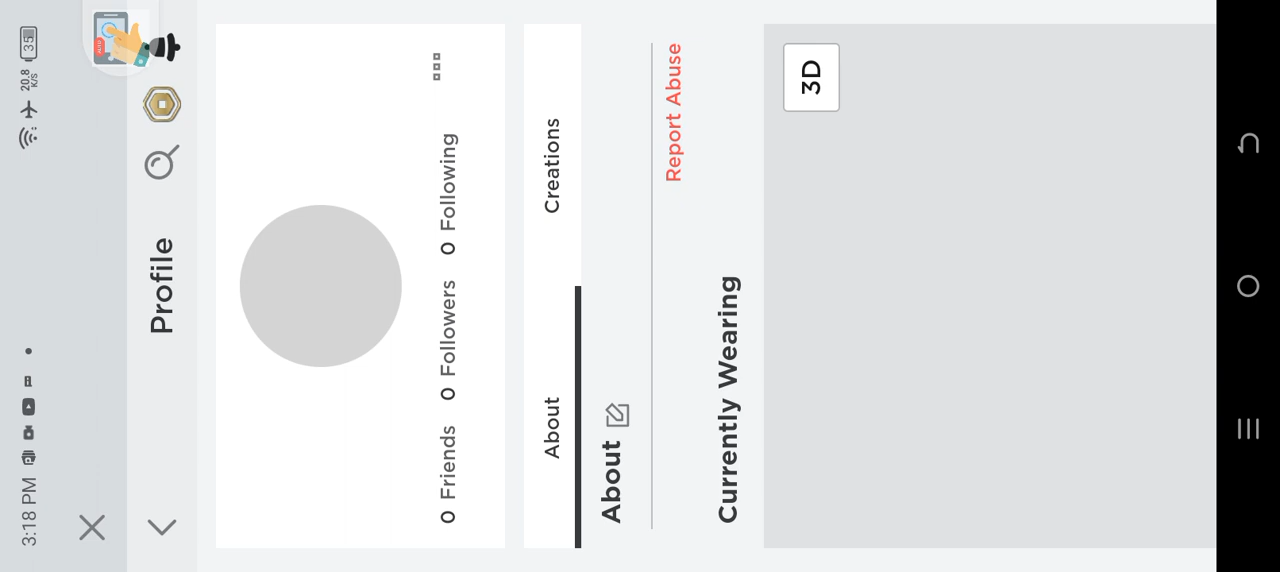 3:18 PM
20.8
K/S
35
Profile
0 Friends 0 Followers 0 Following
About Creations
About
Report Abuse
Currently Wearing
3D